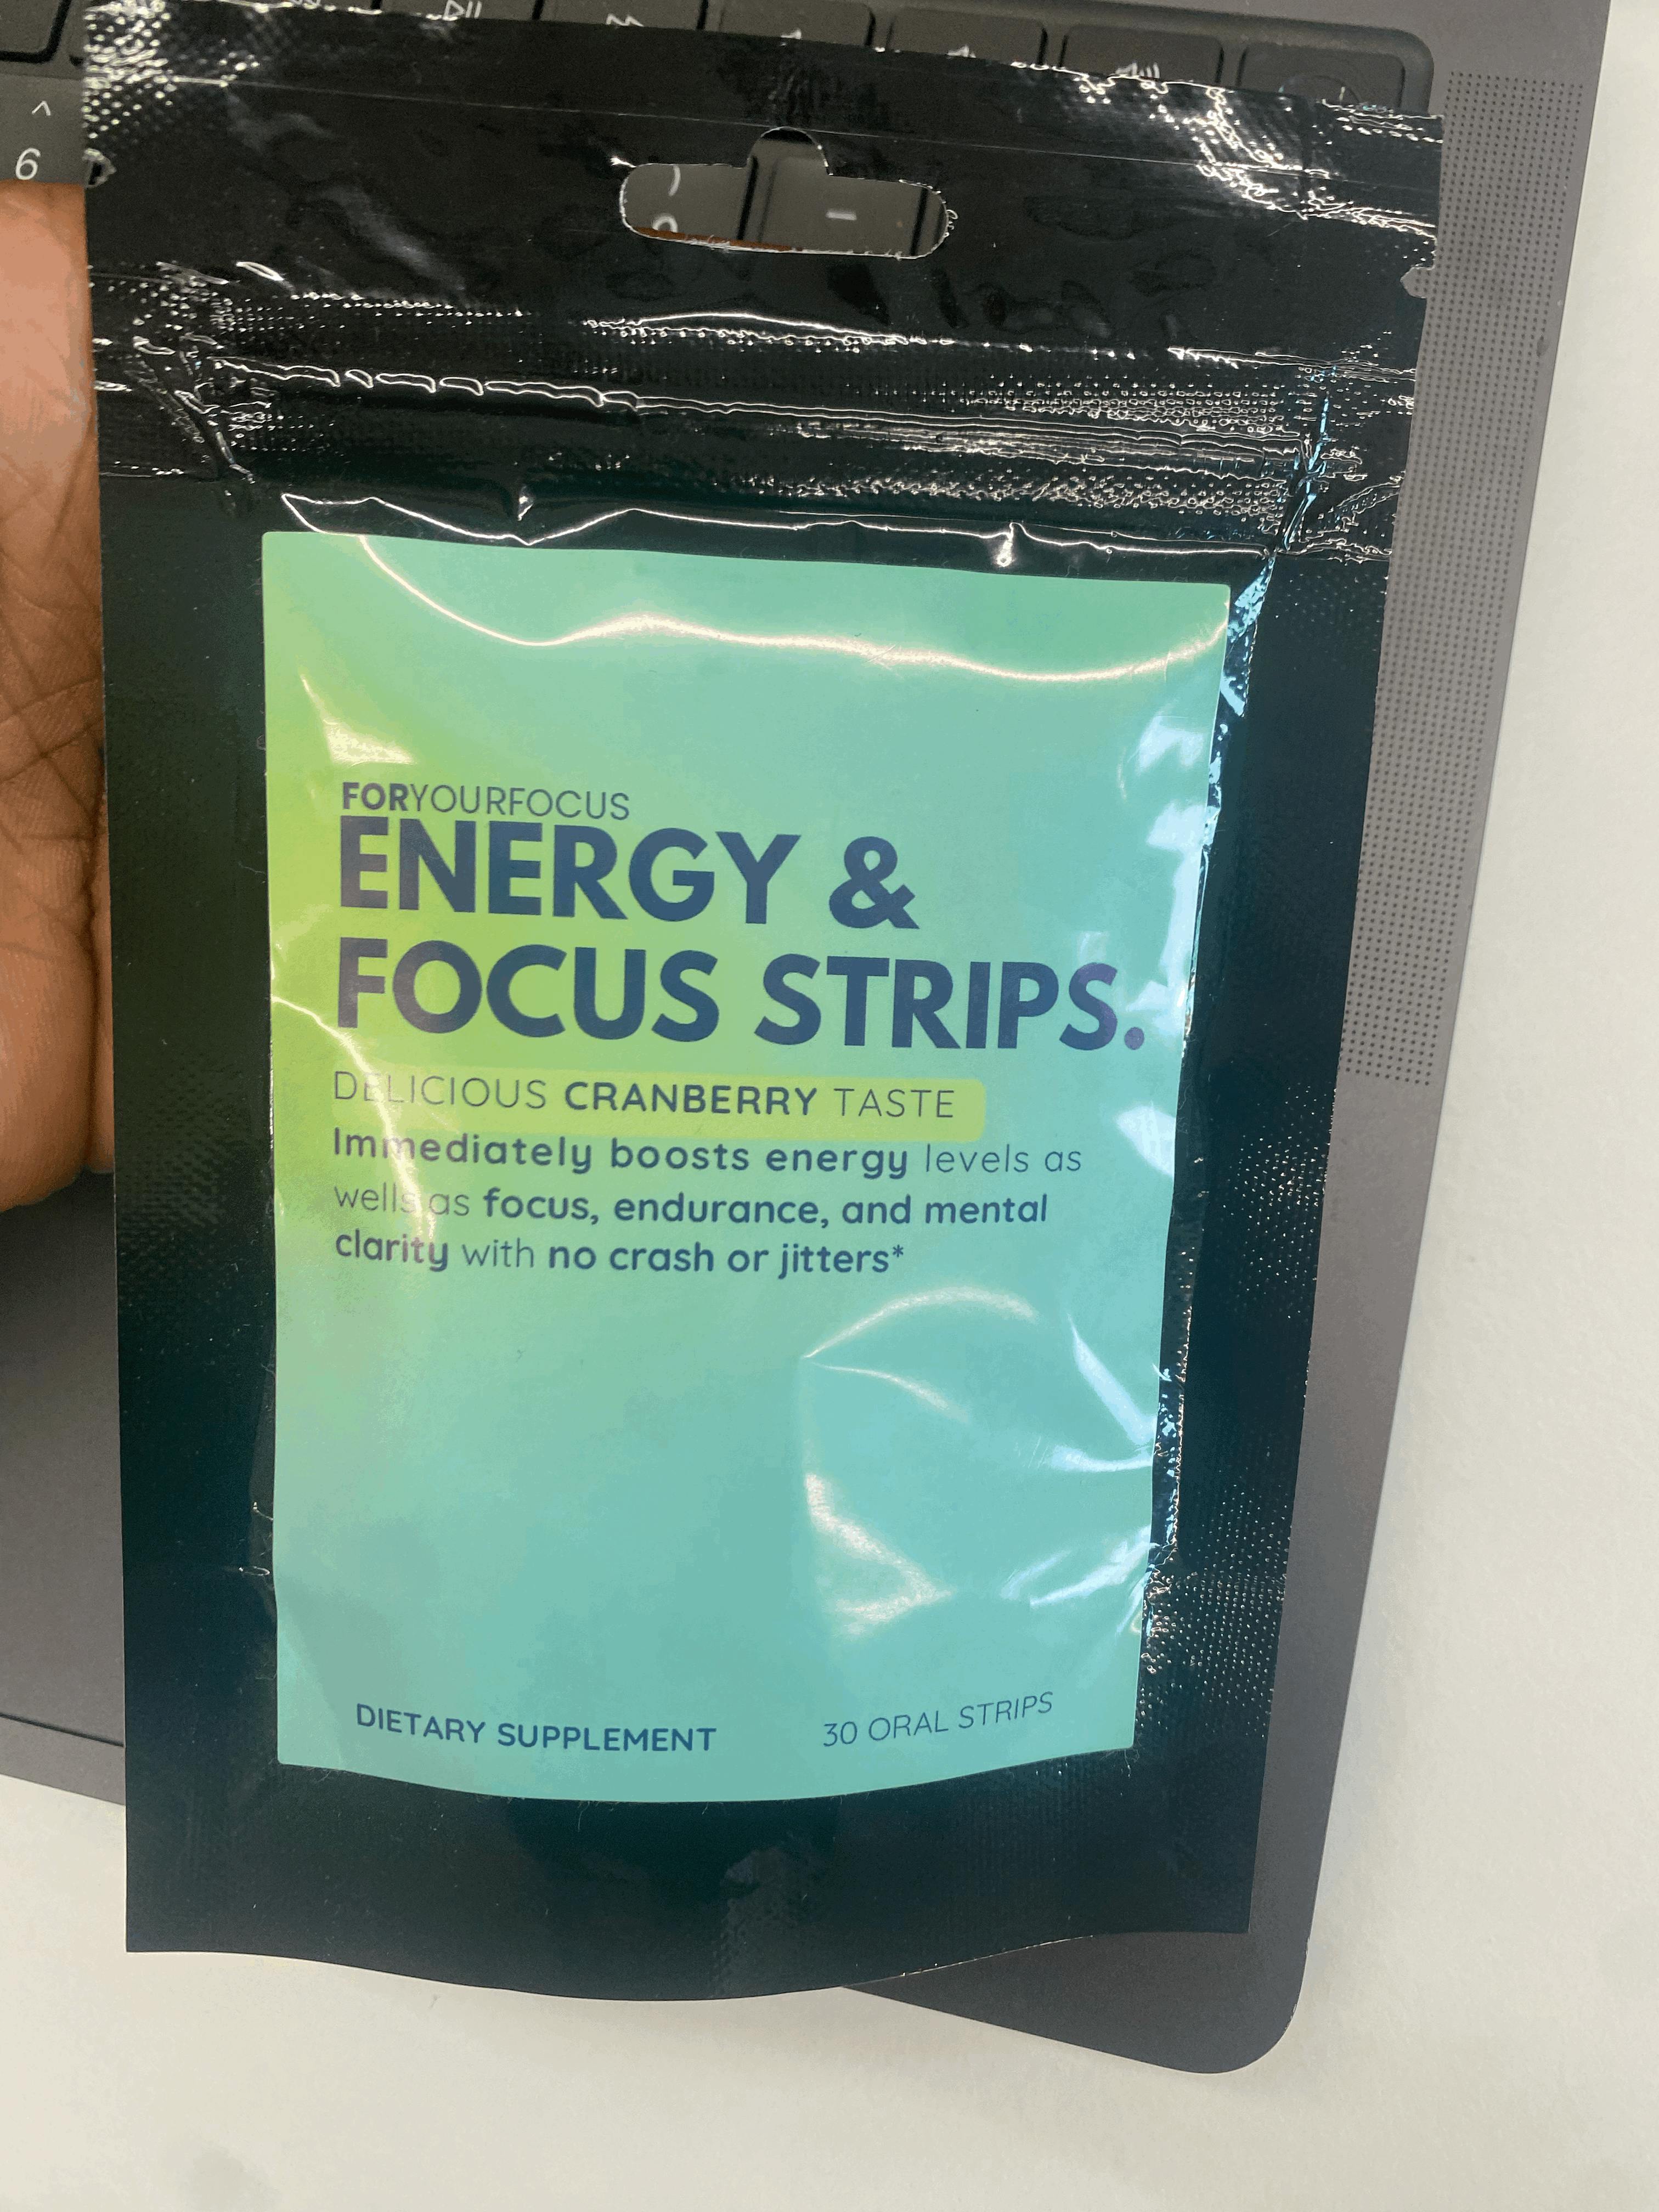 6
FORYOURFOCUS
ENERGY &
FOCUS STRIPS.
DELICIOUS CRANBERRY TASTE
Immediately boosts energy levels as
wells as focus, endurance, and mental
clarity with no crash or jitters*
DIETARY SUPPLEMENT
30 ORAL STRIPS